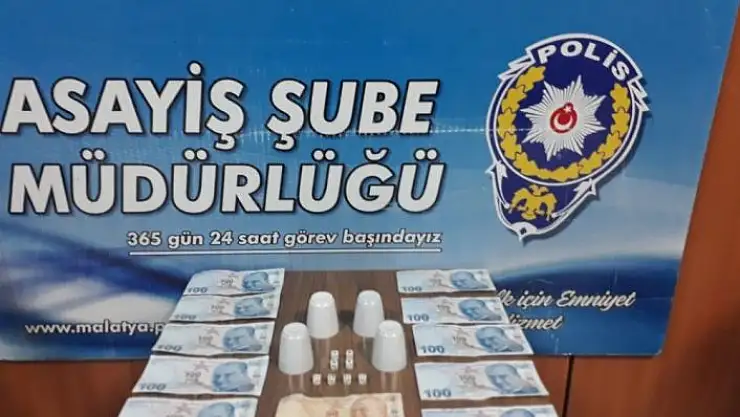 POLİS
ASAYİŞ ŞUBE
MÜDÜRLÜĞÜ
365 gün 24 saat görev başındayız
için Emniyet
www.malatya.p
100
100
100
100
100
100
100
100